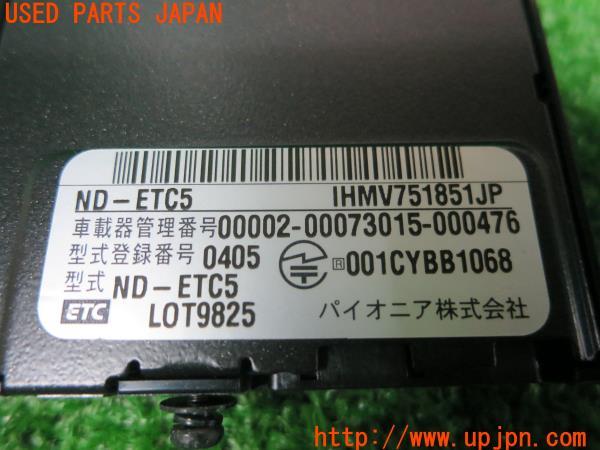 USED PARTS JAPAN
ND-ETC5 IHMV751851JP
車載器管理番号00002-00073015-000476
型式登録番号 0405 R 001CYBB1068
型式 ND-ETC5
ETC LOT9825 パイオニア株式会社
http://www.upjpn.com/